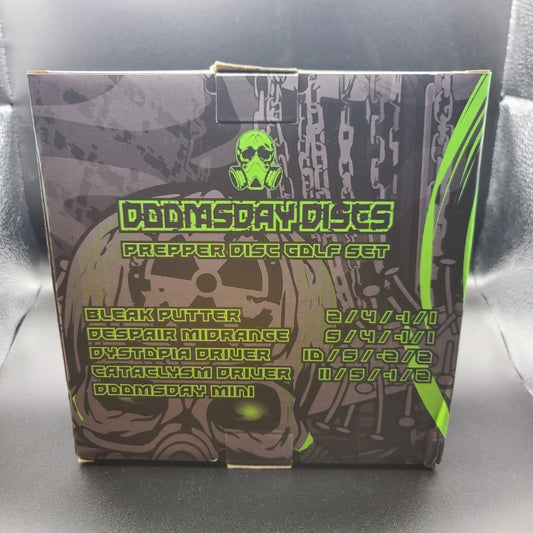 DOOMSDAY DISCS
PREPPER DISC GOLF SET
BLEAK PUTTER 2/4/-1/1
DESPAIR MIDRANGE 5/4/-1/1
DYSTOPIA DRIVER 10/5/-2/2
CATACLYSM DRIVER 11/5/-1/2
DOOMSDAY MINI